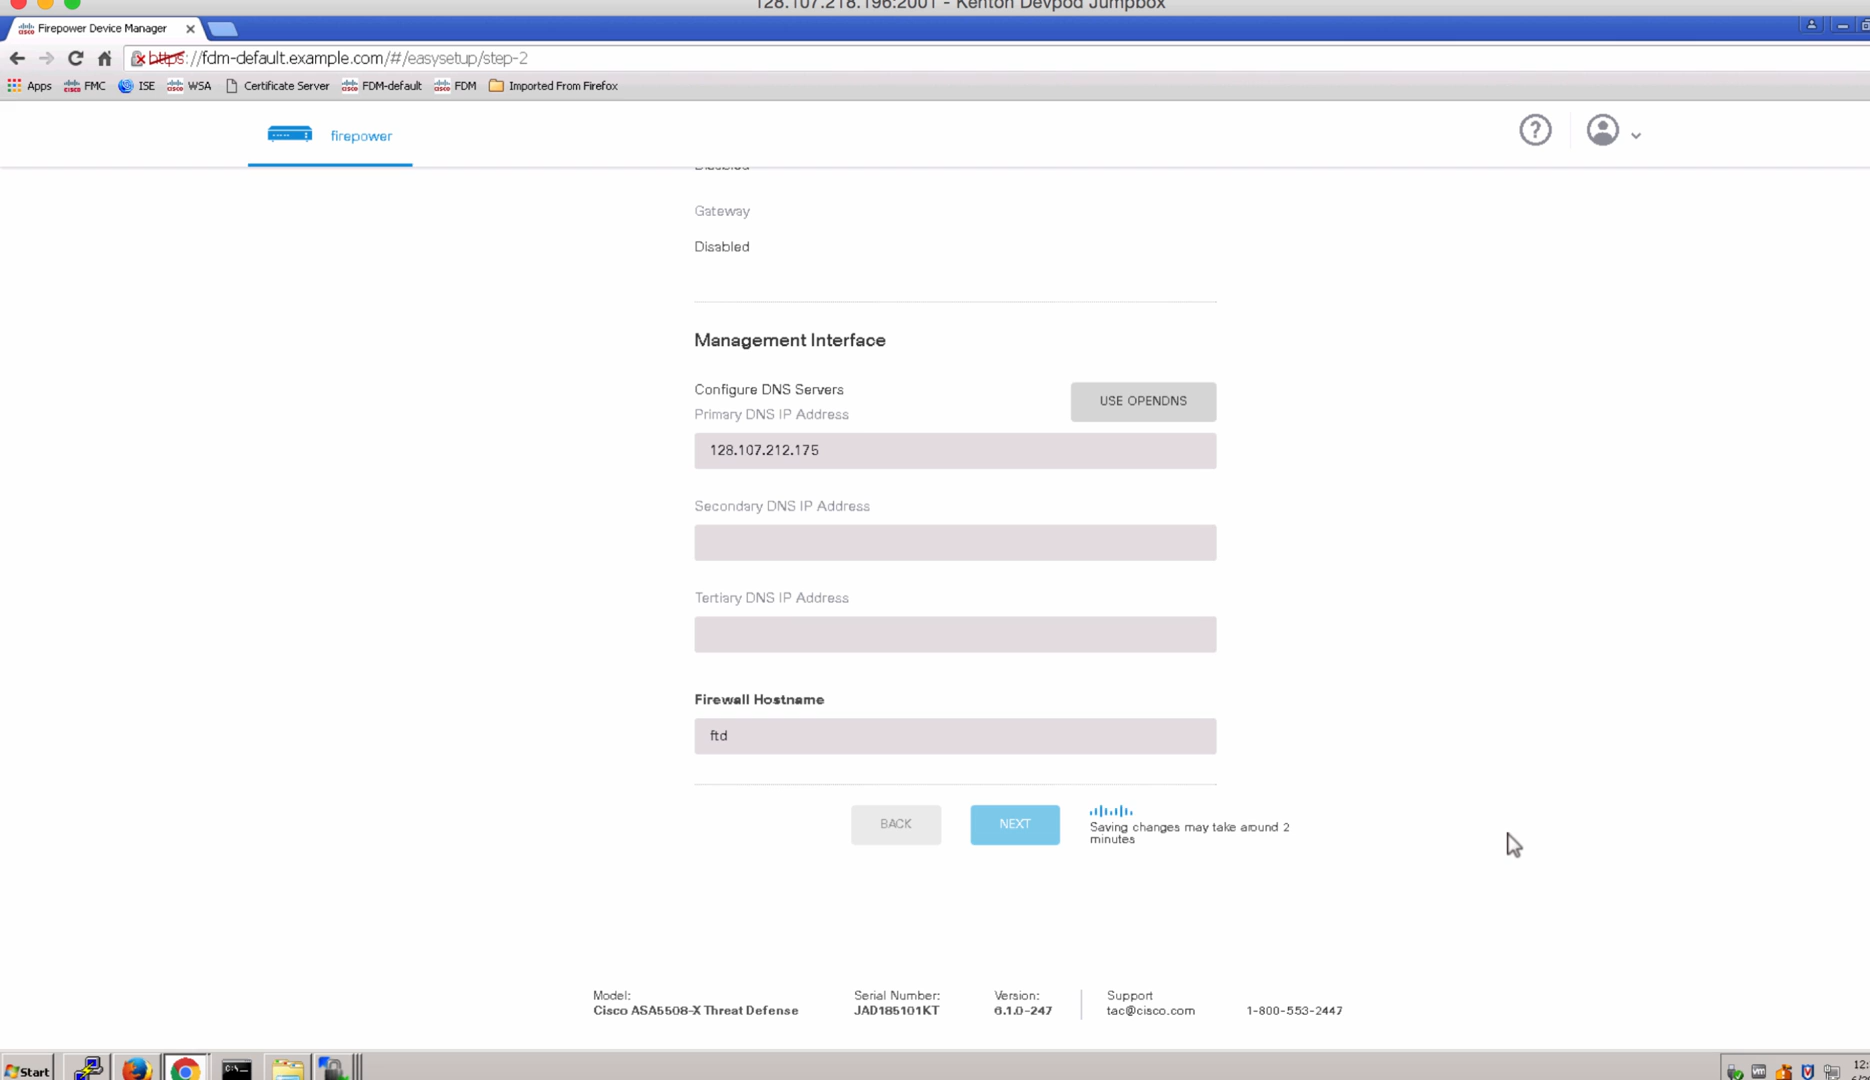 128.107.218.196:2001 - Kenton Devpod Jumpbox
Firepower Device Manager
https://fdm-default.example.com/#/easysetup/step-2
Apps FMC ISE WSA Certificate Server FDM-default FDM Imported From Firefox
firepower
Disabled
Gateway
Disabled
Management Interface
Configure DNS Servers
USE OPENDNS
Primary DNS IP Address
128.107.212.175
Secondary DNS IP Address
Tertiary DNS IP Address
Firewall Hostname
ftd
BACK
NEXT
Saving changes may take around 2
minutes
Model:
Cisco ASA5508-X Threat Defense
Serial Number:
JAD185101KT
Version:
6.1.0-247
Support
tac@cisco.com
1-800-553-2447
Start
12: